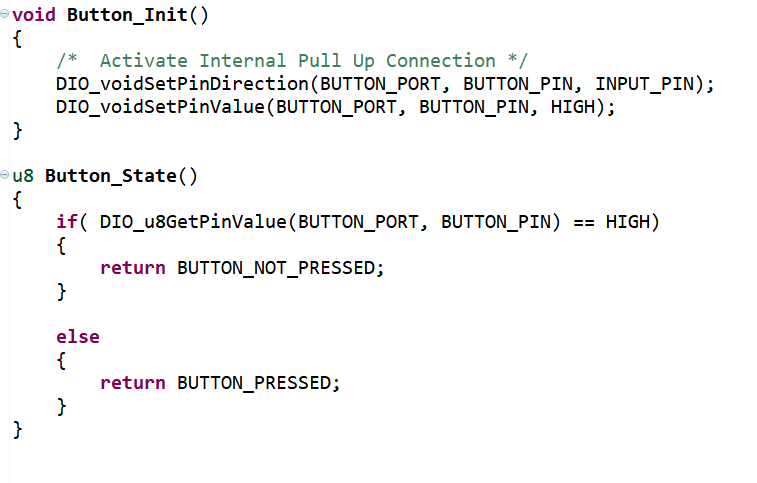 void Button_Init()
{
    /*  Activate Internal Pull Up Connection */
    DIO_voidSetPinDirection(BUTTON_PORT, BUTTON_PIN, INPUT_PIN);
    DIO_voidSetPinValue(BUTTON_PORT, BUTTON_PIN, HIGH);
}

u8 Button_State()
{
    if( DIO_u8GetPinValue(BUTTON_PORT, BUTTON_PIN) == HIGH)
    {
        return BUTTON_NOT_PRESSED;
    }

    else
    {
        return BUTTON_PRESSED;
    }
}